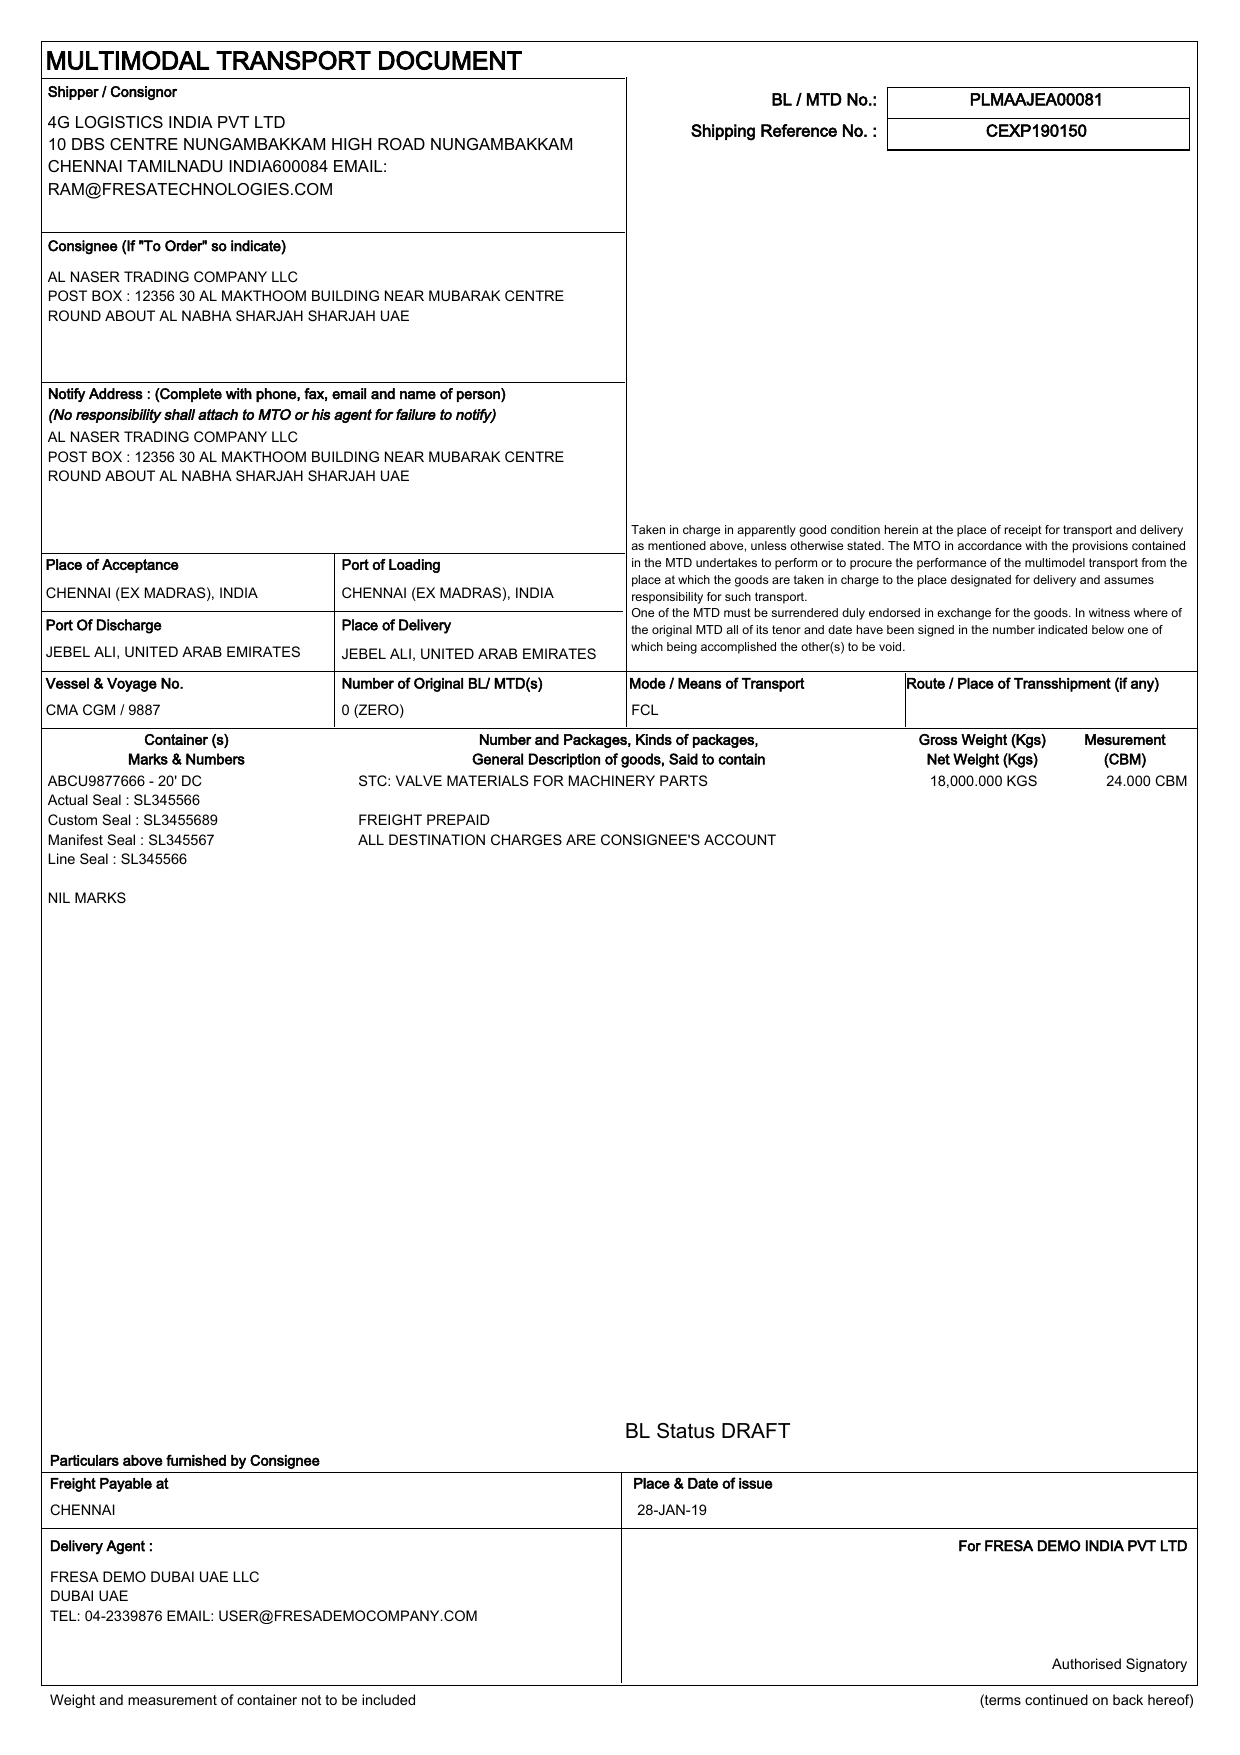 MULTIMODAL TRANSPORT DOCUMENT
Shipper / Consignor
4G LOGISTICS INDIA PVT LTD
10 DBS CENTRE NUNGAMBAKKAM HIGH ROAD NUNGAMBAKKAM
CHENNAI TAMILNADU INDIA600084 EMAIL:
RAM@FRESATECHNOLOGIES.COM
BL / MTD No.: PLMAAJEA00081
Shipping Reference No. : CEXP190150
Consignee (If "To Order" so indicate)
AL NASER TRADING COMPANY LLC
POST BOX : 12356 30 AL MAKTHOOM BUILDING NEAR MUBARAK CENTRE
ROUND ABOUT AL NABHA SHARJAH SHARJAH UAE
Notify Address : (Complete with phone, fax, email and name of person)
(No responsibility shall attach to MTO or his agent for failure to notify)
AL NASER TRADING COMPANY LLC
POST BOX : 12356 30 AL MAKTHOOM BUILDING NEAR MUBARAK CENTRE
ROUND ABOUT AL NABHA SHARJAH SHARJAH UAE
Taken in charge in apparently good condition herein at the place of receipt for transport and delivery
as mentioned above, unless otherwise stated. The MTO in accordance with the provisions contained
in the MTD undertakes to perform or to procure the performance of the multimodel transport from the
place at which the goods are taken in charge to the place designated for delivery and assumes
responsibility for such transport.
One of the MTD must be surrendered duly endorsed in exchange for the goods. In witness where of
the original MTD all of its tenor and date have been signed in the number indicated below one of
which being accomplished the other(s) to be void.
Place of Acceptance
CHENNAI (EX MADRAS), INDIA
Port of Loading
CHENNAI (EX MADRAS), INDIA
Port Of Discharge
JEBEL ALI, UNITED ARAB EMIRATES
Place of Delivery
JEBEL ALI, UNITED ARAB EMIRATES
Vessel & Voyage No.
CMA CGM / 9887
Number of Original BL/ MTD(s)
0 (ZERO)
Mode / Means of Transport
FCL
Route / Place of Transshipment (if any)
Container (s)
Marks & Numbers
Number and Packages, Kinds of packages,
General Description of goods, Said to contain
Gross Weight (Kgs)
Net Weight (Kgs)
Mesurement
(CBM)
ABCU9877666 - 20' DC
Actual Seal : SL345566
Custom Seal : SL3455689
Manifest Seal : SL345567
Line Seal : SL345566
NIL MARKS
STC: VALVE MATERIALS FOR MACHINERY PARTS
FREIGHT PREPAID
ALL DESTINATION CHARGES ARE CONSIGNEE'S ACCOUNT
18,000.000 KGS
24.000 CBM
BL Status DRAFT
Particulars above furnished by Consignee
Freight Payable at
CHENNAI
Place & Date of issue
28-JAN-19
Delivery Agent :
FRESA DEMO DUBAI UAE LLC
DUBAI UAE
TEL: 04-2339876 EMAIL: USER@FRESADEMOCOMPANY.COM
For FRESA DEMO INDIA PVT LTD
Authorised Signatory
Weight and measurement of container not to be included
(terms continued on back hereof)